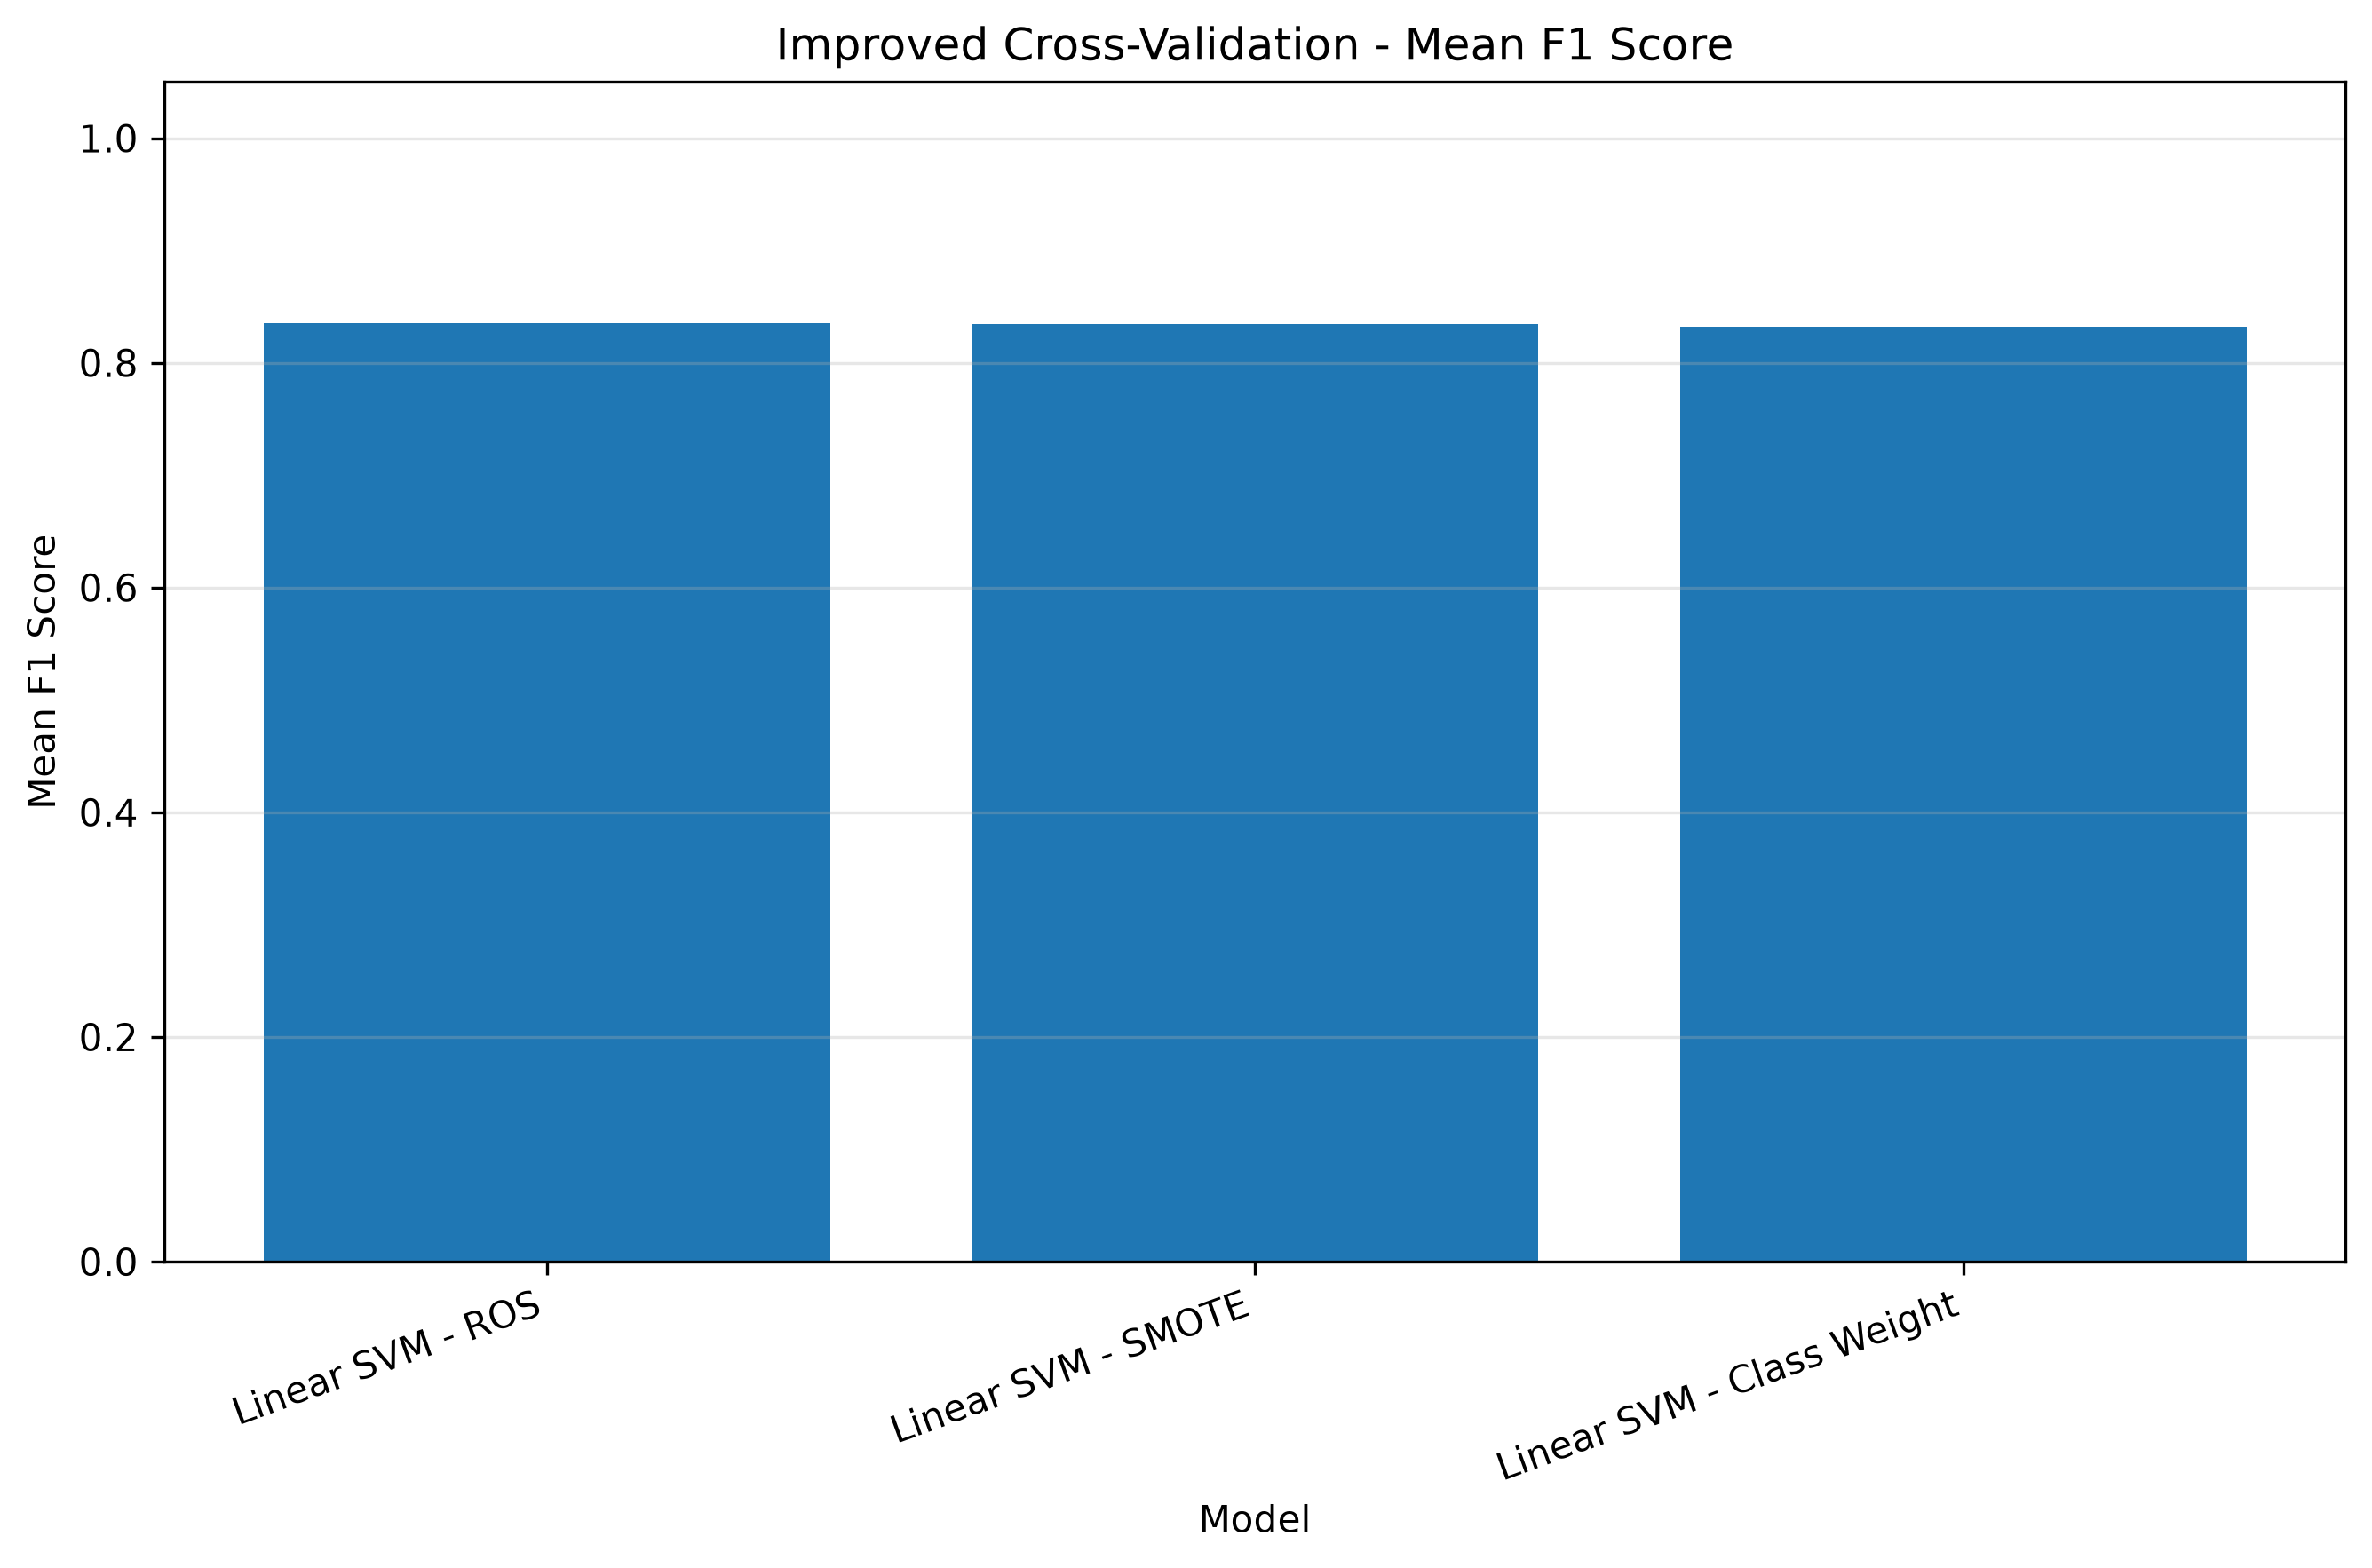 Improved Cross-Validation - Mean F1 Score
Mean F1 Score
1.0
0.8
0.6
0.4
0.2
0.0
Linear SVM - ROS
Linear SVM - SMOTE
Linear SVM - Class Weight
Model